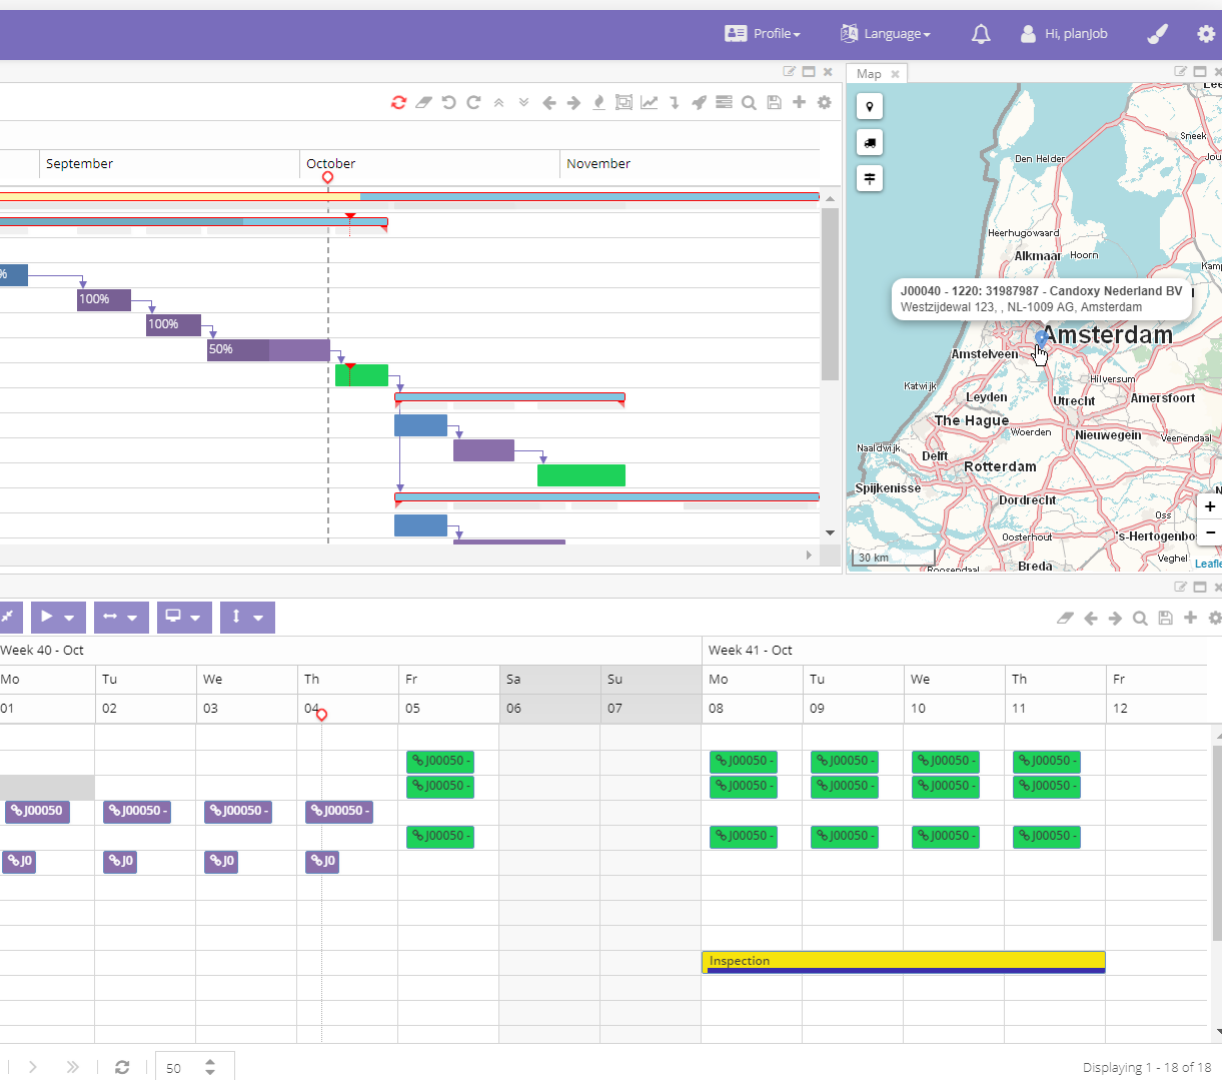 Profile
Language
Hi, planJob
Map
September
October
November
%
100%
100%
50%
Den Helder
Sneek
Jou
Heerhugowaard
Alkmaar
Hoorn
Kamp
J00040 - 1220: 31987987 - Candoxy Nederland BV
Westzijdewal 123, , NL-1009 AG, Amsterdam
Amsterdam
Amstelveen
Hilversum
Katwijk
Leyden
Utrecht
Amersfoort
The Hague
Woerden
Nieuwegein
Veenendaal
Naaldwijk
Delft
Rotterdam
Spijkenisse
Dordrecht
N
+
Oss
−
Oosterhout
's-Hertogenbo
30 km
Veghel
Roosendaal
Breda
Leafle
Week 40 - Oct
Week 41 - Oct
Mo Tu We Th Fr Sa Su Mo Tu We Th Fr
01 02 03 04 05 06 07 08 09 10 11 12
J00050 - J00050 - J00050 - J00050 - J00050 -
J00050 - J00050 - J00050 - J00050 - J00050 -
J00050 J00050 - J00050 - J00050 -
J00050 - J00050 - J00050 - J00050 - J00050 -
J0 J0 J0 J0
Inspection
50
Displaying 1 - 18 of 18